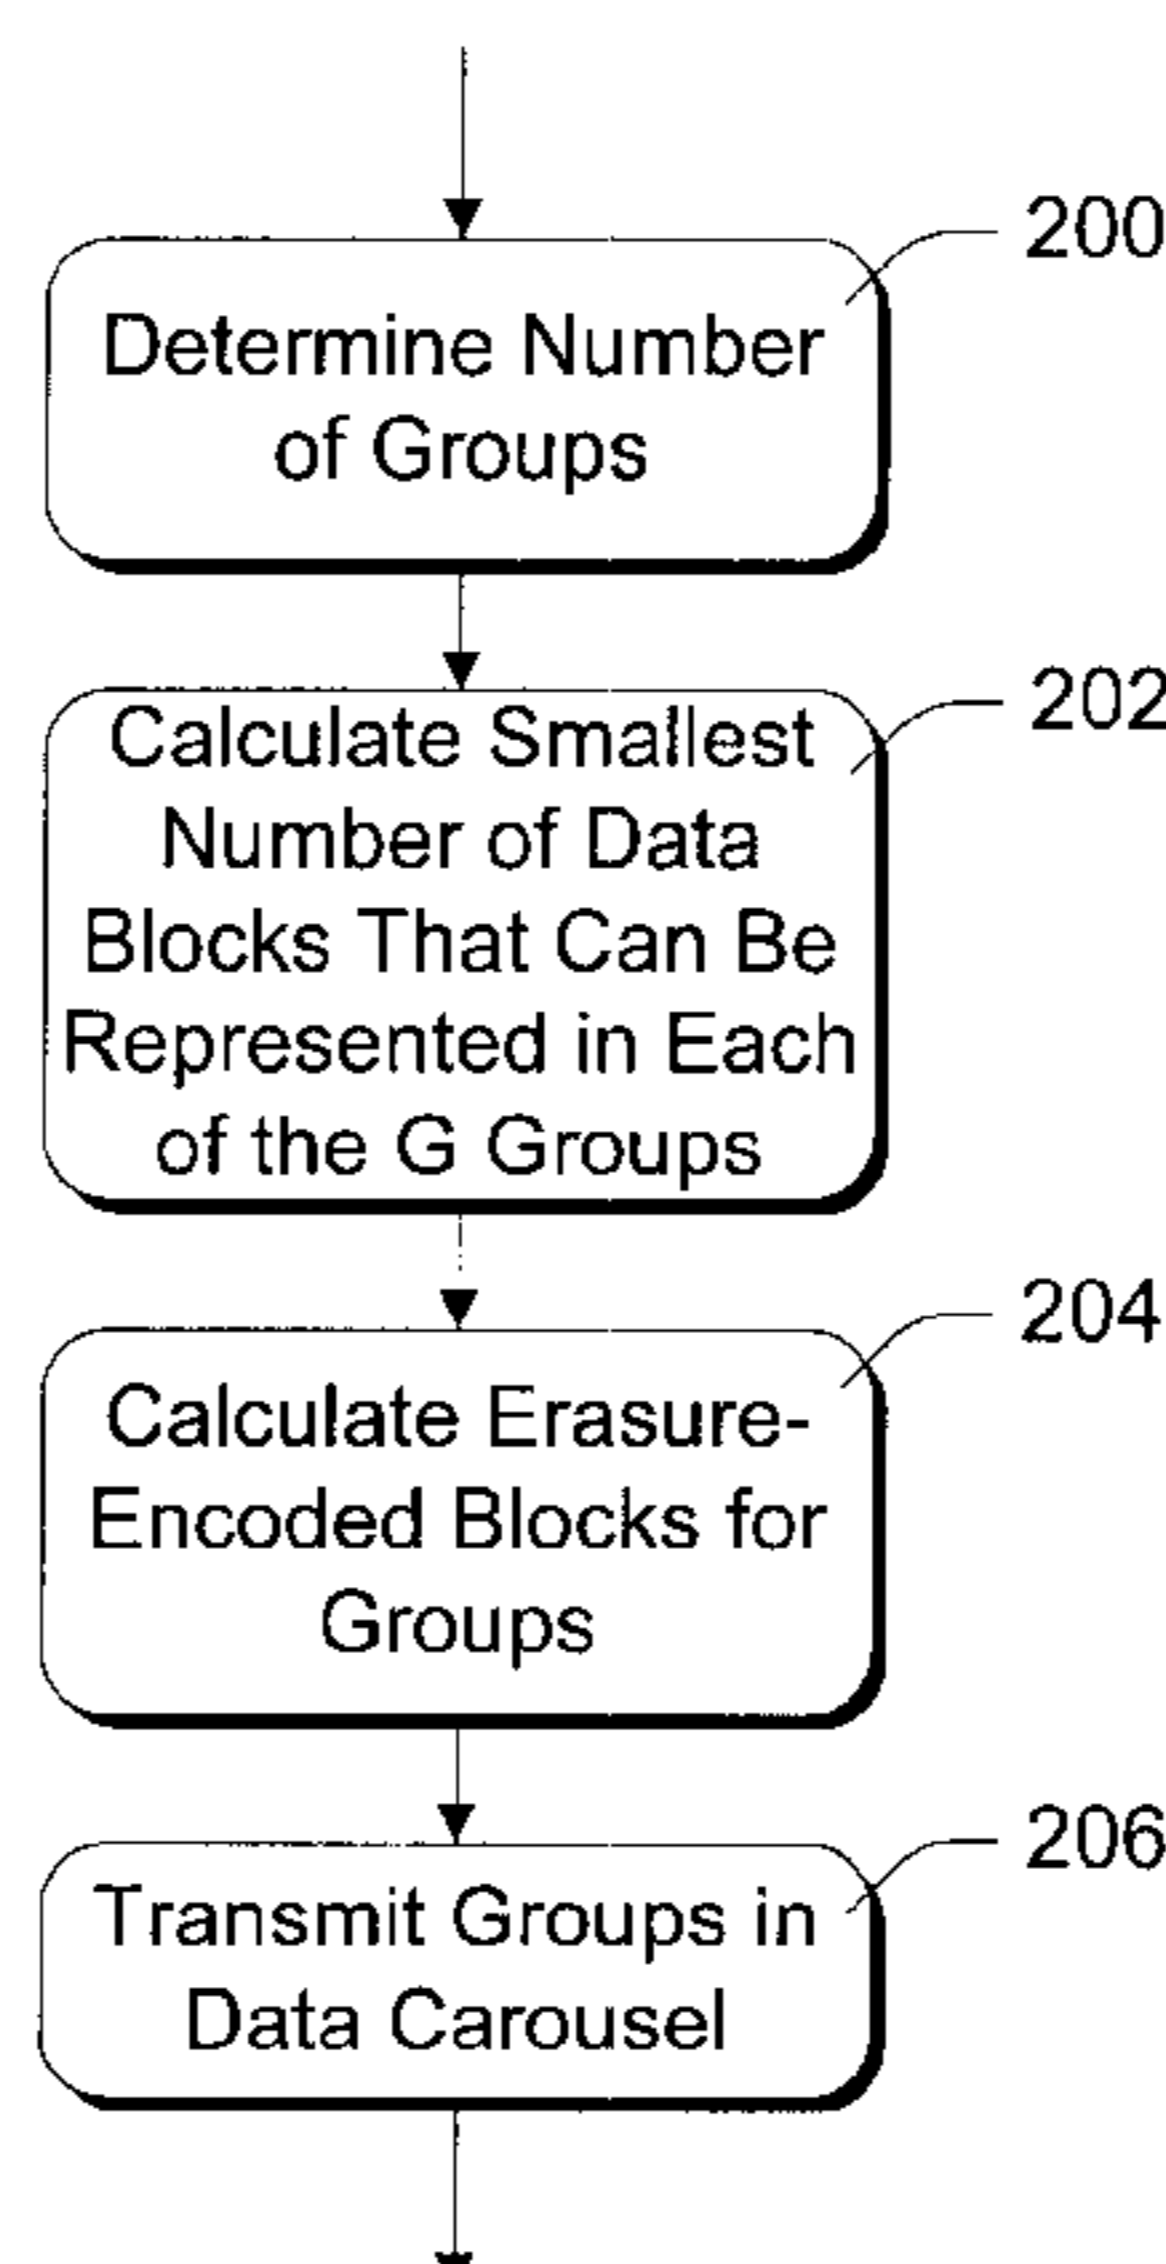 200
Determine Number
of Groups
202
Calculate Smallest
Number of Data
Blocks That Can Be
Represented in Each
of the G Groups
204
Calculate Erasure-
Encoded Blocks for
Groups
206
Transmit Groups in
Data Carousel